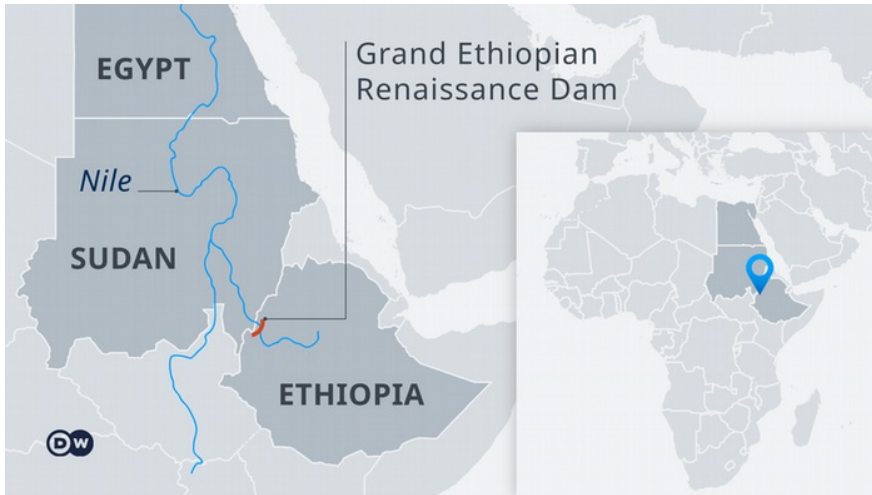 EGYPT
Grand Ethiopian
Renaissance Dam
Nile
SUDAN
ETHIOPIA
DW